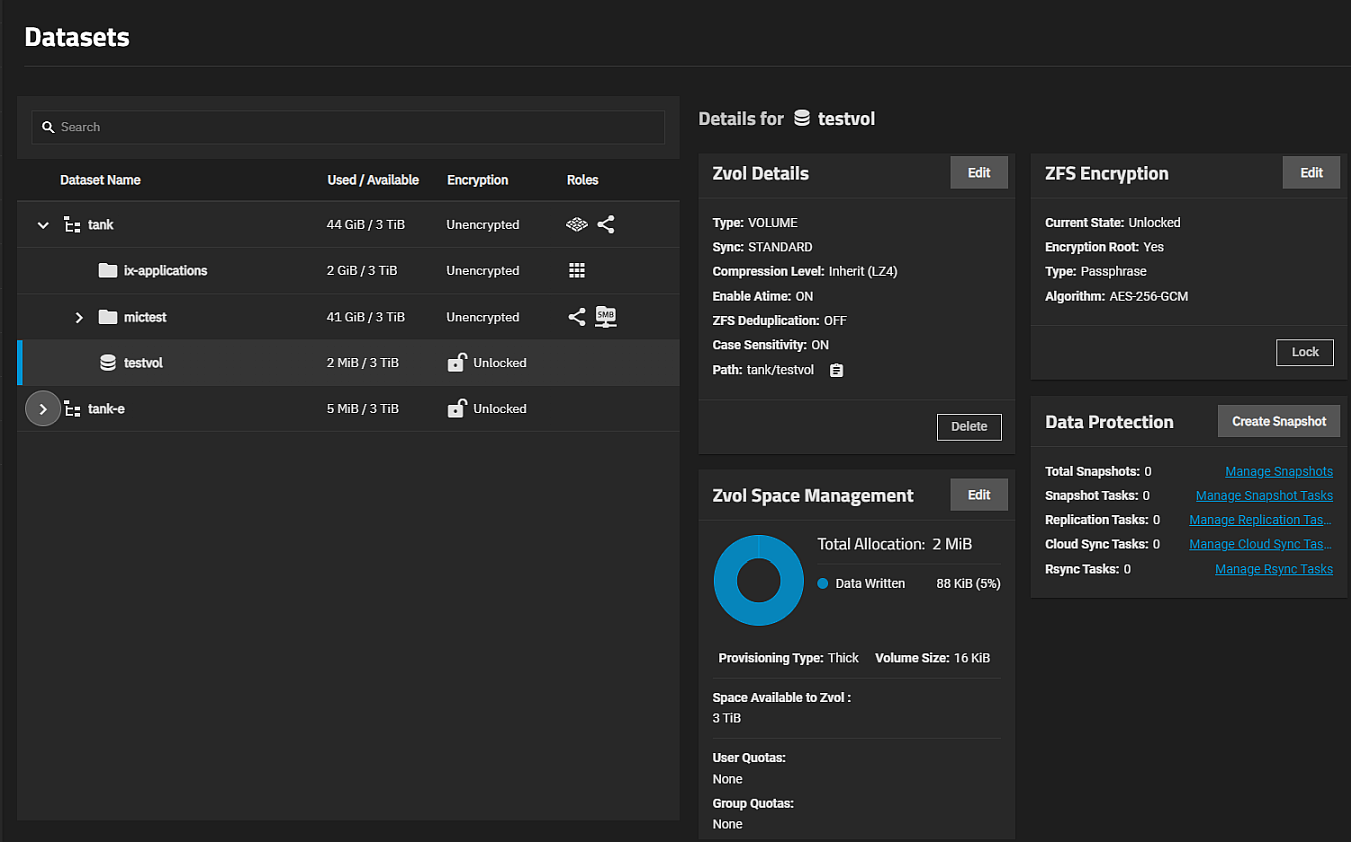 Datasets
Search
Dataset Name Used / Available Encryption Roles
tank 44 GiB / 3 TiB Unencrypted
ix-applications 2 GiB / 3 TiB Unencrypted
mictest 41 GiB / 3 TiB Unencrypted SMB
testvol 2 MiB / 3 TiB Unlocked
tank-e 5 MiB / 3 TiB Unlocked
Details for testvol
Zvol Details Edit
Type: VOLUME
Sync: STANDARD
Compression Level: Inherit (LZ4)
Enable Atime: ON
ZFS Deduplication: OFF
Case Sensitivity: ON
Path: tank/testvol
Delete
Zvol Space Management Edit
Total Allocation: 2 MiB
Data Written 88 KiB (5%)
Provisioning Type: Thick Volume Size: 16 KiB
Space Available to Zvol :
3 TiB
User Quotas:
None
Group Quotas:
None
ZFS Encryption Edit
Current State: Unlocked
Encryption Root: Yes
Type: Passphrase
Algorithm: AES-256-GCM
Lock
Data Protection Create Snapshot
Total Snapshots: 0 Manage Snapshots
Snapshot Tasks: 0 Manage Snapshot Tasks
Replication Tasks: 0 Manage Replication Tas...
Cloud Sync Tasks: 0 Manage Cloud Sync Tas...
Rsync Tasks: 0 Manage Rsync Tasks